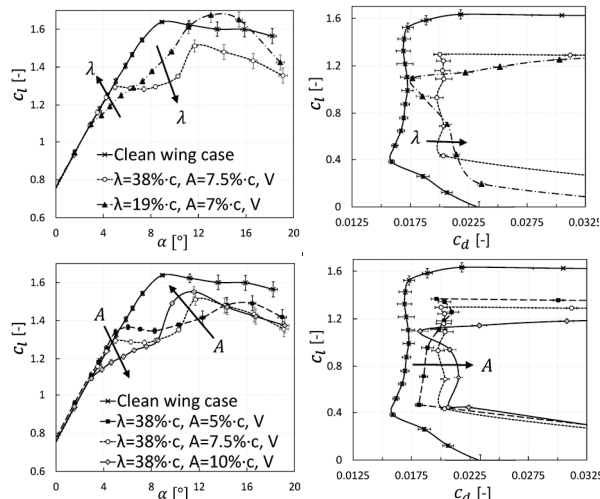 c_l [-]
1.6
1.4
1.2
1
0.8
0.6
λ
λ
Clean wing case
λ=38%·c, A=7.5%·c, V
λ=19%·c, A=7%·c, V
0 4 8 12 16 20
α [°]
c_l [-]
1.6
1.2
0.8
0.4
0
λ
0.0125 0.0175 0.0225 0.0275 0.0325
c_d [-]
c_l [-]
1.6
1.4
1.2
1
0.8
0.6
A
A
Clean wing case
λ=38%·c, A=5%·c, V
λ=38%·c, A=7.5%·c, V
λ=38%·c, A=10%·c, V
0 4 8 12 16 20
α [°]
c_l [-]
1.6
1.2
0.8
0.4
0
A
0.0125 0.0175 0.0225 0.0275 0.0325
c_d [-]